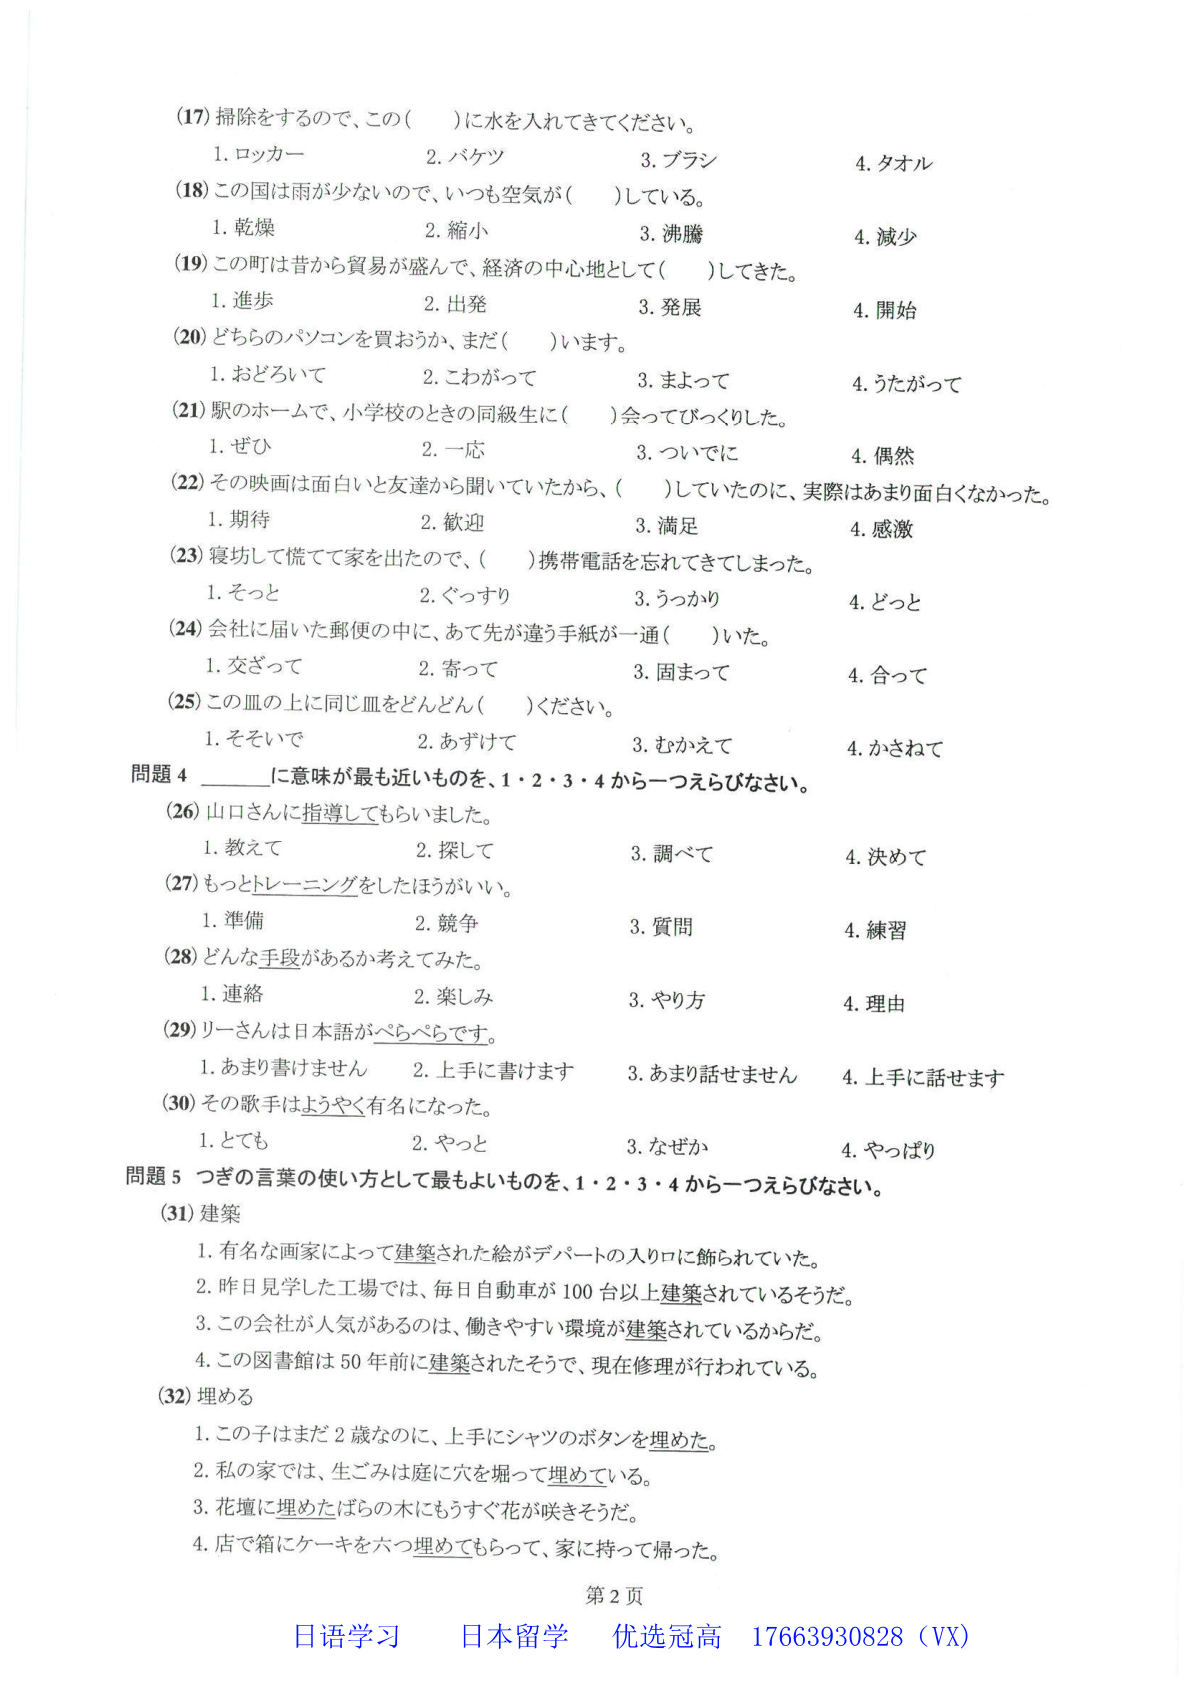 (17) 掃除をするので、この(　　)に水を入れてきてください。
1. ロッカー　2. バケツ　3. ブラシ　4. タオル
(18) この国は雨が少ないので、いつも空気が(　　)している。
1. 乾燥　2. 縮小　3. 沸騰　4. 減少
(19) この町は昔から貿易が盛んで、経済の中心地として(　　)してきた。
1. 進歩　2. 出発　3. 発展　4. 開始
(20) どちらのパソコンを買おうか、まだ(　　)います。
1. おどろいて　2. こわがって　3. まよって　4. うたがって
(21) 駅のホームで、小学校のときの同級生に(　　)会ってびっくりした。
1. ぜひ　2. 一応　3. ついでに　4. 偶然
(22) その映画は面白いと友達から聞いていたから、(　　)していたのに、実際はあまり面白くなかった。
1. 期待　2. 歓迎　3. 満足　4. 感激
(23) 寝坊して慌てて家を出たので、(　　)携帯電話を忘れてきてしまった。
1. そっと　2. ぐっすり　3. うっかり　4. どっと
(24) 会社に届いた郵便の中に、あて先が違う手紙が一通(　　)いた。
1. 交ざって　2. 寄って　3. 固まって　4. 合って
(25) この皿の上に同じ皿をどんどん(　　)ください。
1. そそいで　2. あずけて　3. むかえて　4. かさねて
問題 4 ＿＿＿に意味が最も近いものを、1・2・3・4 から一つえらびなさい。
(26) 山口さんに指導してもらいました。
1. 教えて　2. 探して　3. 調べて　4. 決めて
(27) もっとトレーニングをしたほうがいい。
1. 準備　2. 競争　3. 質問　4. 練習
(28) どんな手段があるか考えてみた。
1. 連絡　2. 楽しみ　3. やり方　4. 理由
(29) リーさんは日本語がぺらぺらです。
1. あまり書けません　2. 上手に書けます　3. あまり話せません　4. 上手に話せます
(30) その歌手はようやく有名になった。
1. とても　2. やっと　3. なぜか　4. やっぱり
問題 5 つぎの言葉の使い方として最もよいものを、1・2・3・4 から一つえらびなさい。
(31) 建築
1. 有名な画家によって建築された絵がデパートの入り口に飾られていた。
2. 昨日見学した工場では、毎日自動車が 100 台以上建築されているそうだ。
3. この会社が人気があるのは、働きやすい環境が建築されているからだ。
4. この図書館は 50 年前に建築されたそうで、現在修理が行われている。
(32) 埋める
1. この子はまだ 2 歳なのに、上手にシャツのボタンを埋めた。
2. 私の家では、生ごみは庭に穴を堀って埋めている。
3. 花壇に埋めたばらの木にもうすぐ花が咲きそうだ。
4. 店で箱にケーキを六つ埋めてもらって、家に持って帰った。
第 2 页
日语学习　日本留学　优选冠高　17663930828（VX）